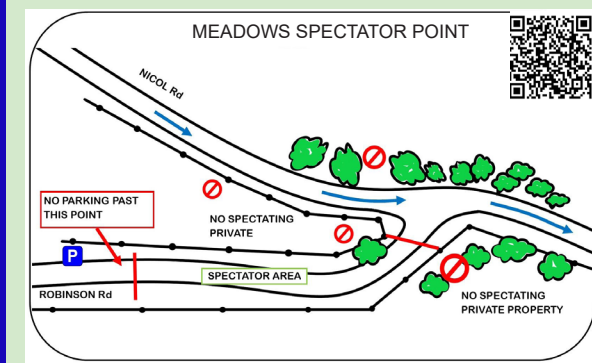 MEADOWS SPECTATOR POINT
NICOL Rd
NO PARKING PAST
THIS POINT
NO SPECTATING
PRIVATE
P
SPECTATOR AREA
ROBINSON Rd
NO SPECTATING
PRIVATE PROPERTY